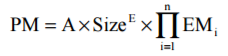 PM = A × Size^E × ∏_{i=1}^{n} EM_i